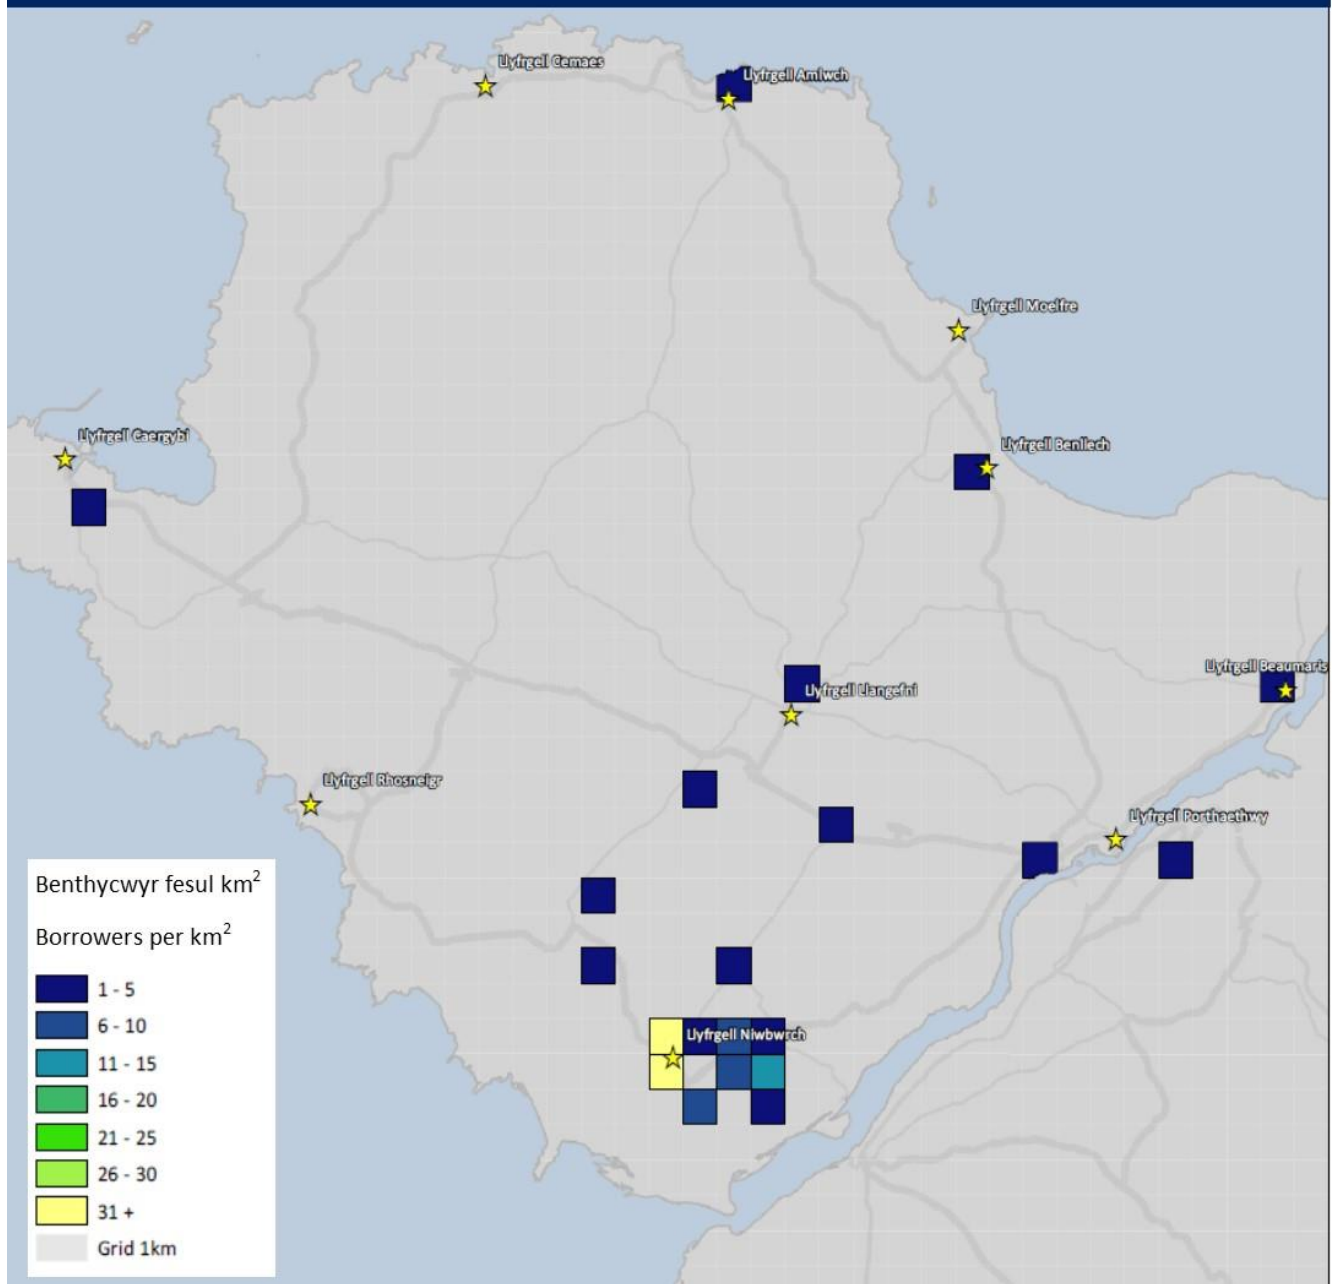 Llyfrgell Cemaes
Llyfrgell Amlwch
Llyfrgell Moelfre
Llyfrgell Caergybi
Llyfrgell Benllech
Llyfrgell Beaumaris
Llyfrgell Llangefni
Llyfrgell Rhosneigr
Llyfrgell Porthaethwy
Llyfrgell Niwbwrch
Benthycwyr fesul km²
Borrowers per km²
1 - 5
6 - 10
11 - 15
16 - 20
21 - 25
26 - 30
31 +
Grid 1km